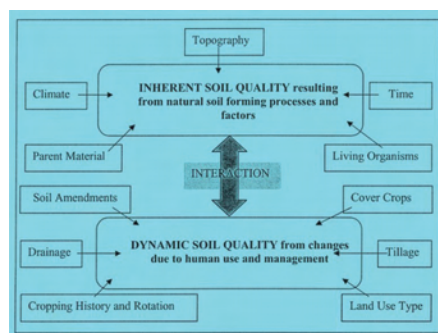 Topography
INHERENT SOIL QUALITY resulting
from natural soil forming processes and
factors
Climate
Time
Parent Material
Living Organisms
INTERACTION
Soil Amendments
Cover Crops
DYNAMIC SOIL QUALITY from changes
due to human use and management
Drainage
Tillage
Cropping History and Rotation
Land Use Type